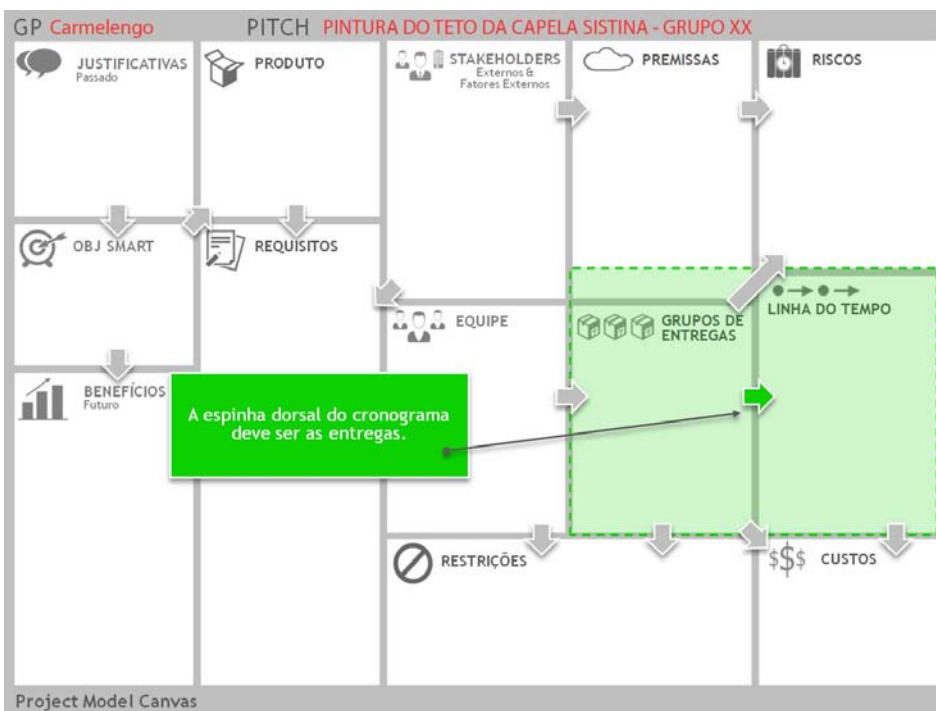 GP Carmelengo
PITCH PINTURA DO TETO DA CAPELA SISTINA - GRUPO XX
JUSTIFICATIVAS
Passado
PRODUTO
STAKEHOLDERS
Externos &
Fatores Externos
PREMISSAS
RISCOS
OBJ SMART
REQUISITOS
EQUIPE
GRUPOS DE
ENTREGAS
LINHA DO TEMPO
BENEFÍCIOS
Futuro
A espinha dorsal do cronograma
deve ser as entregas.
RESTRIÇÕES
$$$ CUSTOS
Project Model Canvas